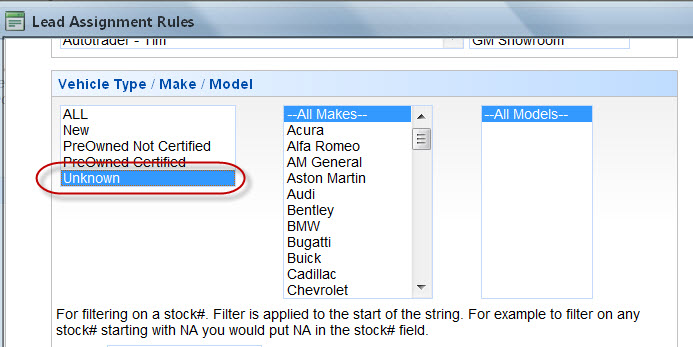 Lead Assignment Rules
Autotrader - Tim
GM Showroom
Vehicle Type / Make / Model
ALL
New
PreOwned Not Certified
PreOwned Certified
Unknown
--All Makes--
Acura
Alfa Romeo
AM General
Aston Martin
Audi
Bentley
BMW
Bugatti
Buick
Cadillac
Chevrolet
--All Models--
For filtering on a stock#. Filter is applied to the start of the string. For example to filter on any
stock# starting with NA you would put NA in the stock# field.